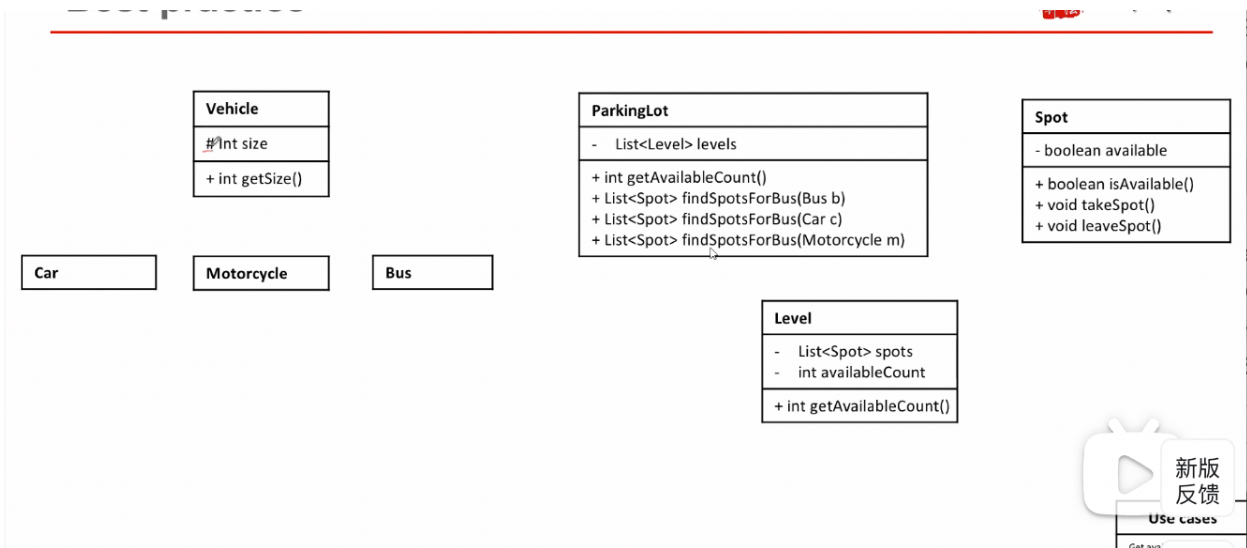 Best practice
Vehicle
# Int size
+ int getSize()
Car
Motorcycle
Bus
ParkingLot
- List<Level> levels
+ int getAvailableCount()
+ List<Spot> findSpotsForBus(Bus b)
+ List<Spot> findSpotsForBus(Car c)
+ List<Spot> findSpotsForBus(Motorcycle m)
Spot
- boolean available
+ boolean isAvailable()
+ void takeSpot()
+ void leaveSpot()
Level
- List<Spot> spots
- int availableCount
+ int getAvailableCount()
新版
反馈
Use cases